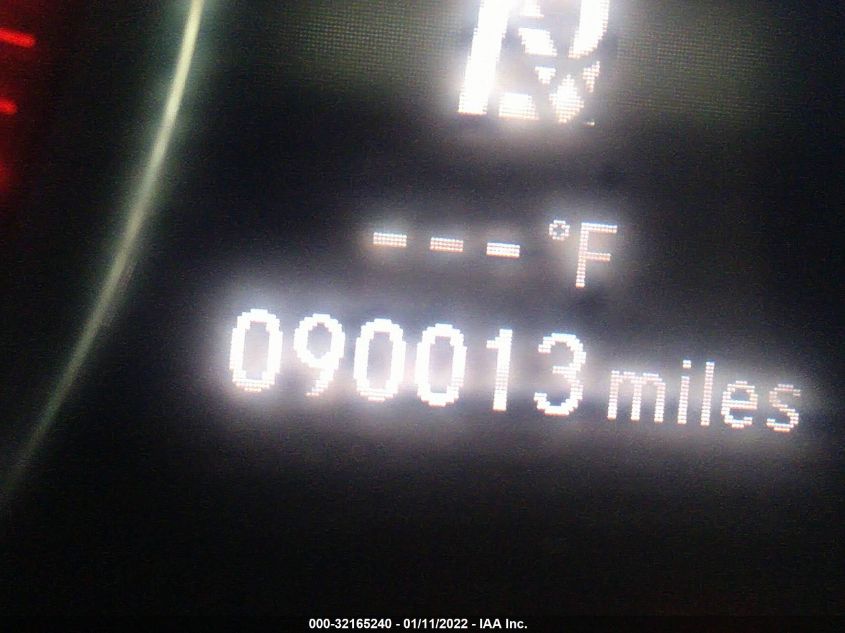 - - - °F
090013 miles
000-32165240 - 01/11/2022 - IAA Inc.